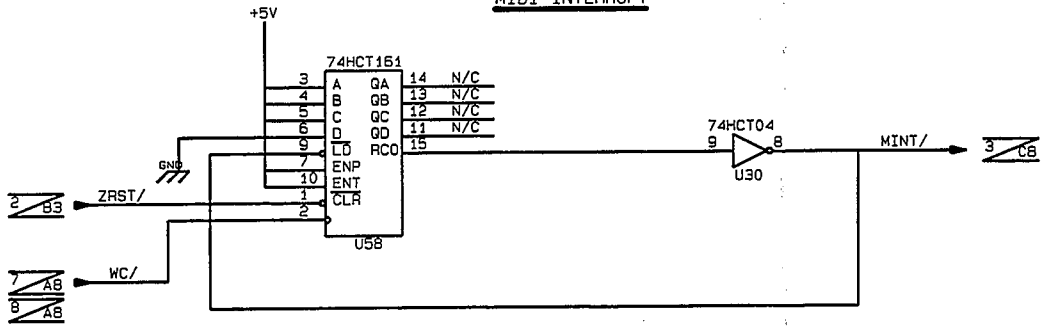 MIDI INTERRUPT
+5V
74HCT161
3 A QA 14 N/C
4 B QB 13 N/C
5 C QC 12 N/C
6 D QD 11 N/C
9 LD RCO 15
7 ENP
10 ENT
1 CLR
2
U58
GND
74HCT04
9 8
U30
MINT/
3 C8
2 B3 ZRST/
7 A8 WC/
8 A8